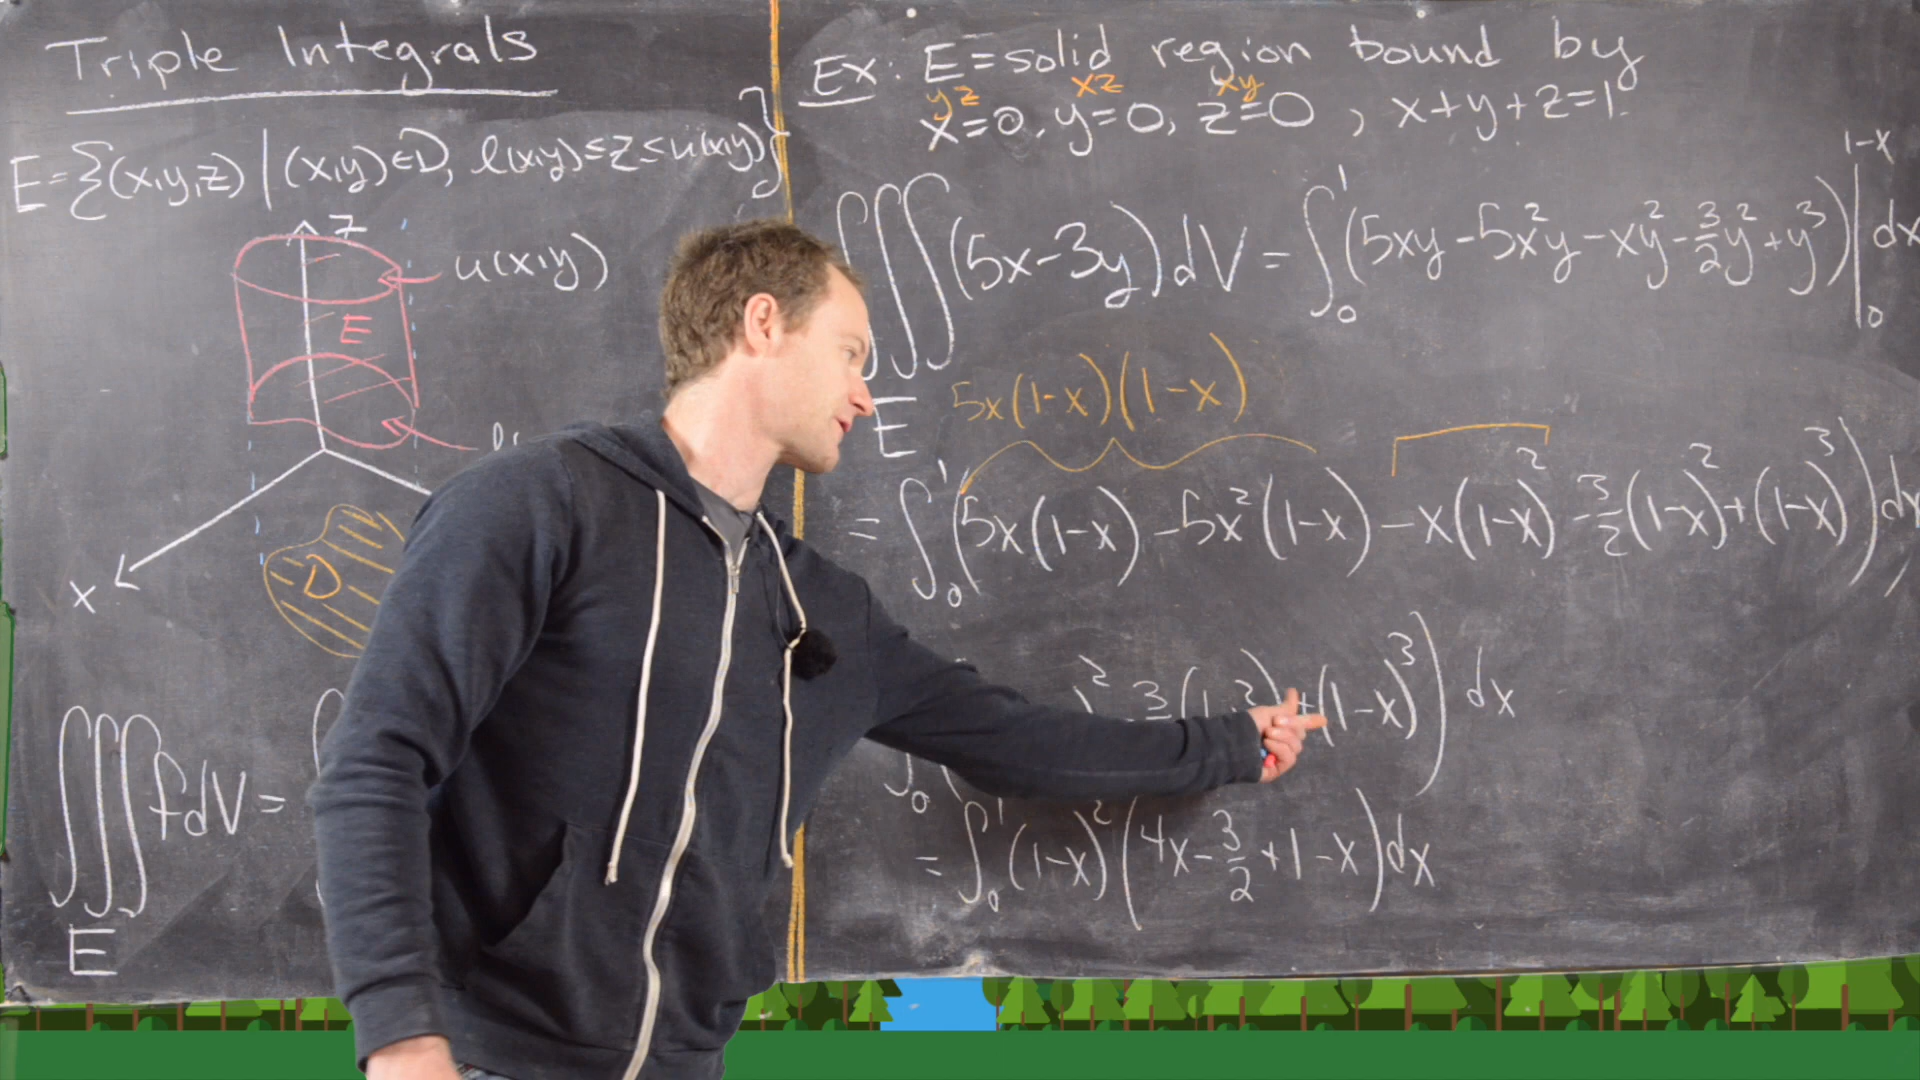 Triple Integrals
E={(x,y,z) | (x,y)∈D, l(x,y)≤z≤u(x,y)}
z
u(x,y)
E
x
D
∫∫∫ f dV =
E
Ex: E=solid region bound by
yz xz xy
x=0, y=0, z=0, x+y+z=1.
∫∫∫ (5x-3y) dV = ∫₀¹ (5xy -5x²y -xy² -3/2 y² +y³) |₀^(1-x) dx
E
5x(1-x)(1-x)
= ∫₀¹ (5x(1-x) -5x²(1-x) -x(1-x)² -3/2 (1-x)² +(1-x)³) dx
² 3 ² +(1-x)³) dx
= ∫₀¹ (1-x)² (4x - 3/2 +1 -x) dx